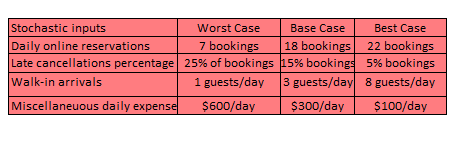 Stochastic inputs Worst Case Base Case Best Case
Daily online reservations 7 bookings 18 bookings 22 bookings
Late cancellations percentage 25% of bookings 15% bookings 5% bookings
Walk-in arrivals 1 guests/day 3 guests/day 8 guests/day
Miscellaneuous daily expense $600/day $300/day $100/day